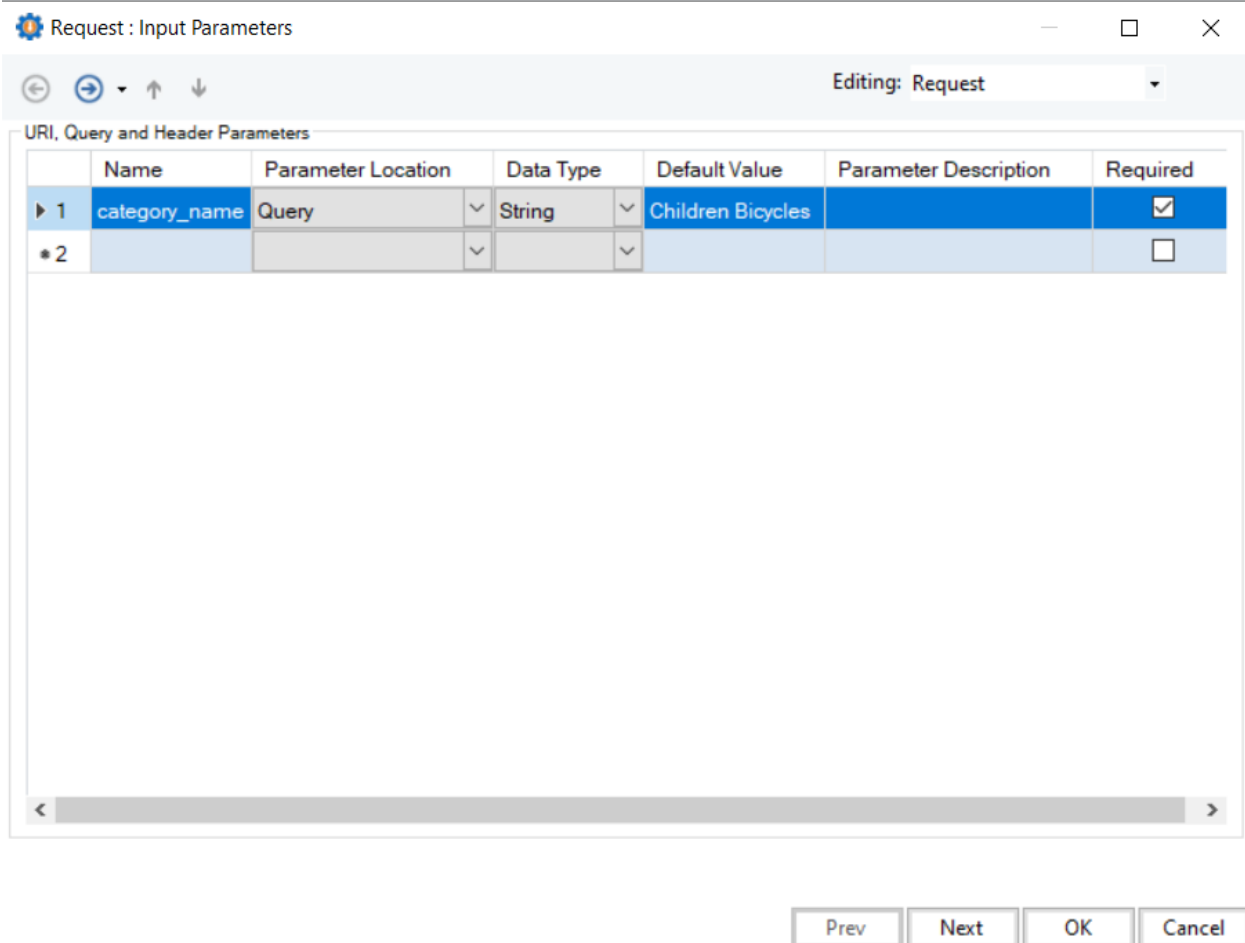 Request : Input Parameters
Editing: Request
URI, Query and Header Parameters
Name Parameter Location Data Type Default Value Parameter Description Required
1 category_name Query String Children Bicycles
2
Prev Next OK Cancel